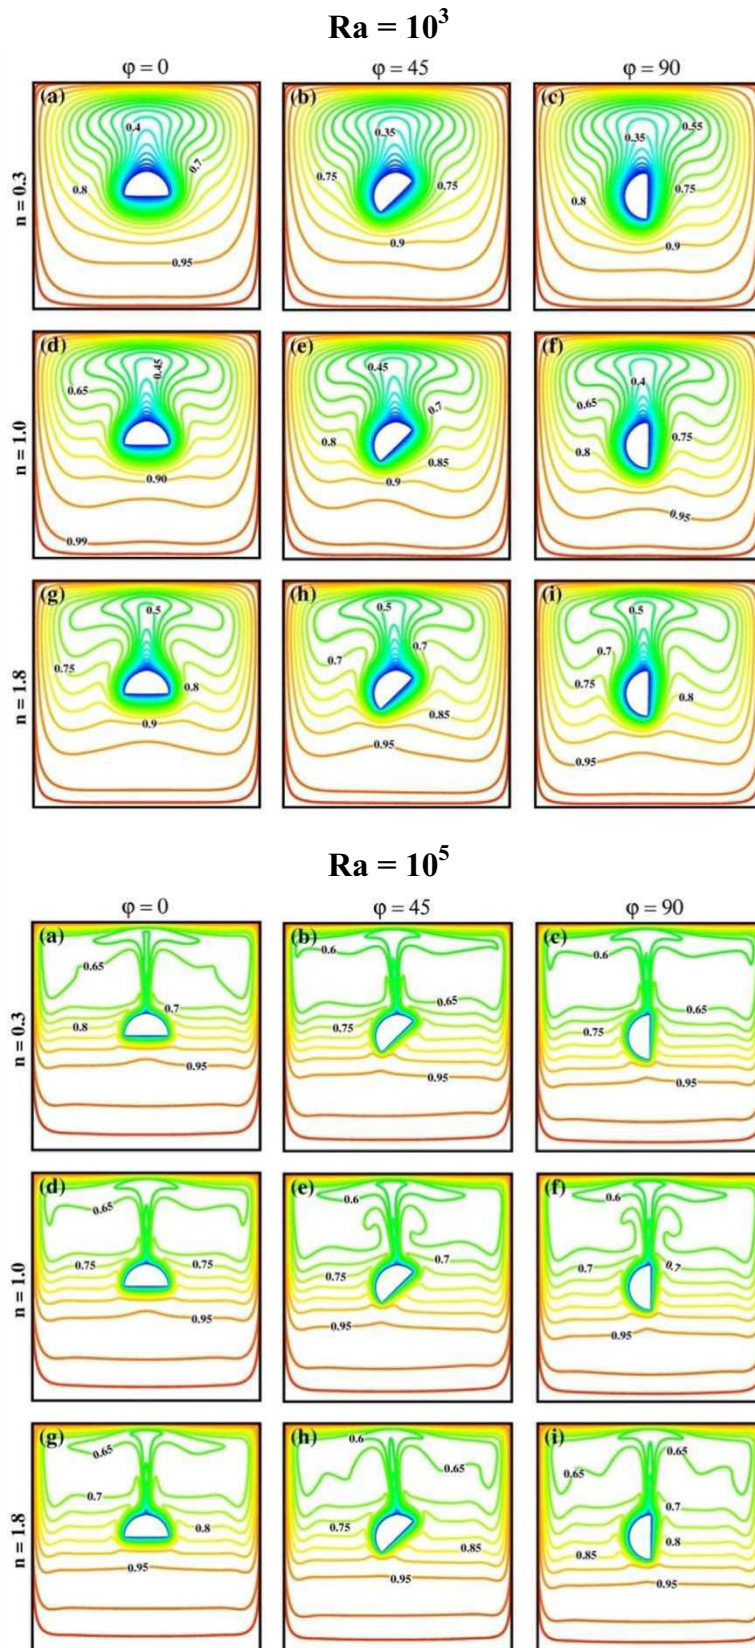 Ra = 10³
φ = 0 φ = 45 φ = 90
n = 0.3
(a) 0.4 0.7 0.8 0.95
(b) 0.35 0.75 0.75 0.9
(c) 0.35 0.55 0.75 0.8 0.9
n = 1.0
(d) 0.45 0.65 0.90 0.99
(e) 0.45 0.7 0.8 0.85 0.9
(f) 0.4 0.65 0.75 0.8 0.95
n = 1.8
(g) 0.5 0.75 0.8 0.9
(h) 0.5 0.7 0.7 0.85 0.95
(i) 0.5 0.7 0.75 0.8 0.95
Ra = 10⁵
φ = 0 φ = 45 φ = 90
n = 0.3
(a) 0.65 0.7 0.8 0.95
(b) 0.6 0.65 0.75 0.95
(c) 0.6 0.65 0.75 0.95
n = 1.0
(d) 0.65 0.75 0.75 0.95
(e) 0.6 0.7 0.75 0.95
(f) 0.6 0.7 0.7 0.95
n = 1.8
(g) 0.65 0.7 0.8 0.95
(h) 0.6 0.65 0.75 0.85 0.95
(i) 0.65 0.65 0.7 0.8 0.85 0.95